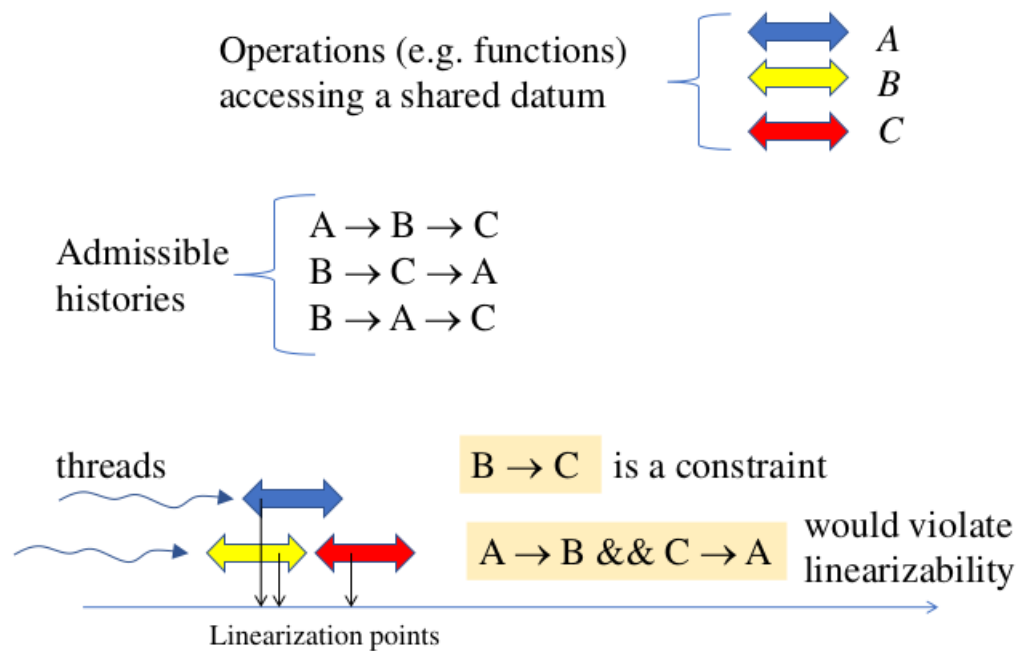 Operations (e.g. functions)
accessing a shared datum
A
B
C
Admissible
histories
A → B → C
B → C → A
B → A → C
threads
B → C is a constraint
A → B && C → A would violate
linearizability
Linearization points